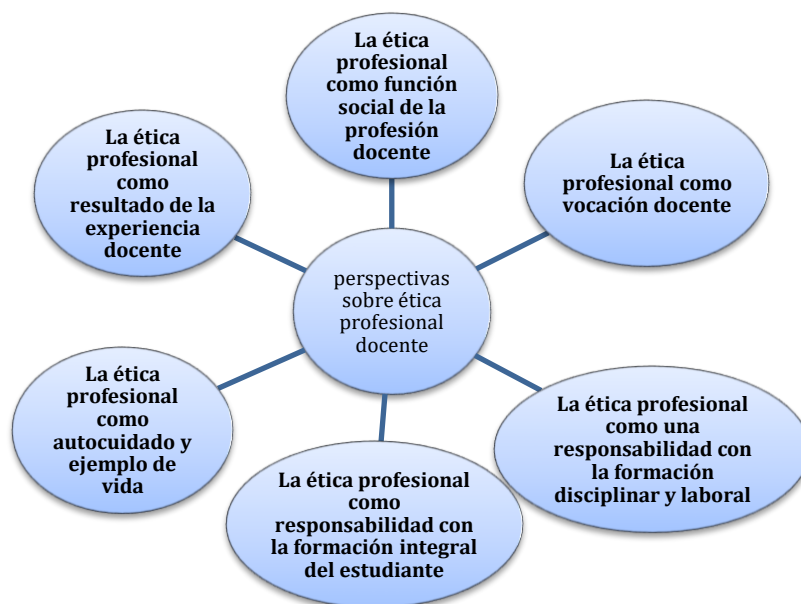 La ética
profesional
como función
social de la
profesión
docente
La ética
profesional como
vocación docente
La ética profesional
como una
responsabilidad con
la formación
disciplinar y laboral
La ética profesional
como
responsabilidad con
la formación integral
del estudiante
La ética
profesional
como
autocuidado y
ejemplo de
vida
La ética
profesional
como
resultado de la
experiencia
docente
perspectivas
sobre ética
profesional
docente